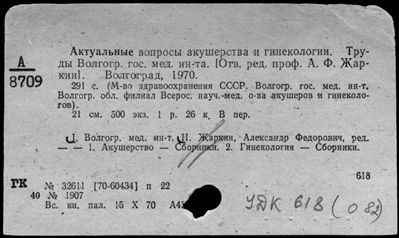 Актуальные вопросы акушерства и гинекологии. Тру-
ды Волгогр. гос. мед. ин-та. [Отв. ред. проф. А. Ф. Жар-
кин]. Волгоград, 1970.
А
8709
291 с. (М-во здравоохранения СССР, Волгогр. гос. мед. ин-т,
Волгогр. обл. филиал Всерос. науч.-мед. о-ва акушеров и гинеколо-
гов).
21 см. 500 экз. 1 р. 26 к. В пер.
I. Волгогр. мед. ин-т. II. Жаркин, Александр Федорович, ред.
— — 1. Акушерство — Сборники. 2. Гинекология — Сборники.
618
ГК № 32611 [70-60434] п 22
40 № 1907
Вс. кн. пал. 15 X 70
УДК 618 (082)